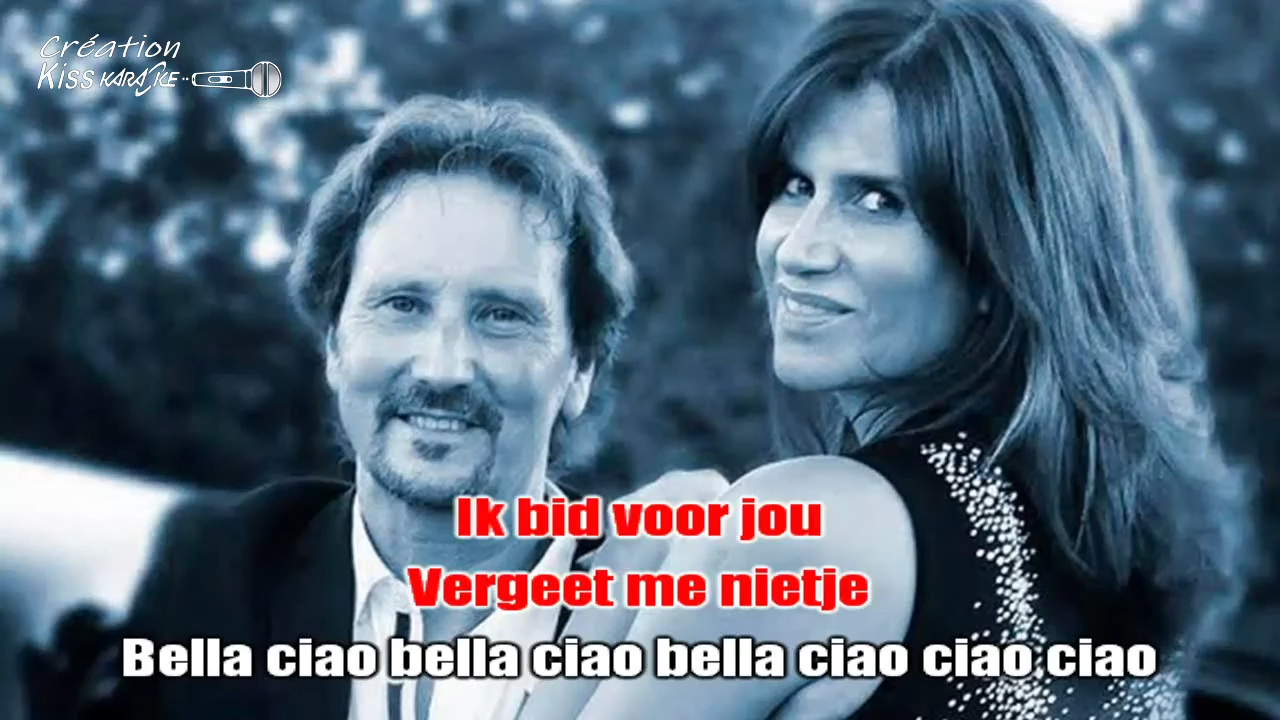 Création
Kiss KARAOKE
Ik bid voor jou
Vergeet me nietje
Bella ciao bella ciao bella ciao ciao ciao